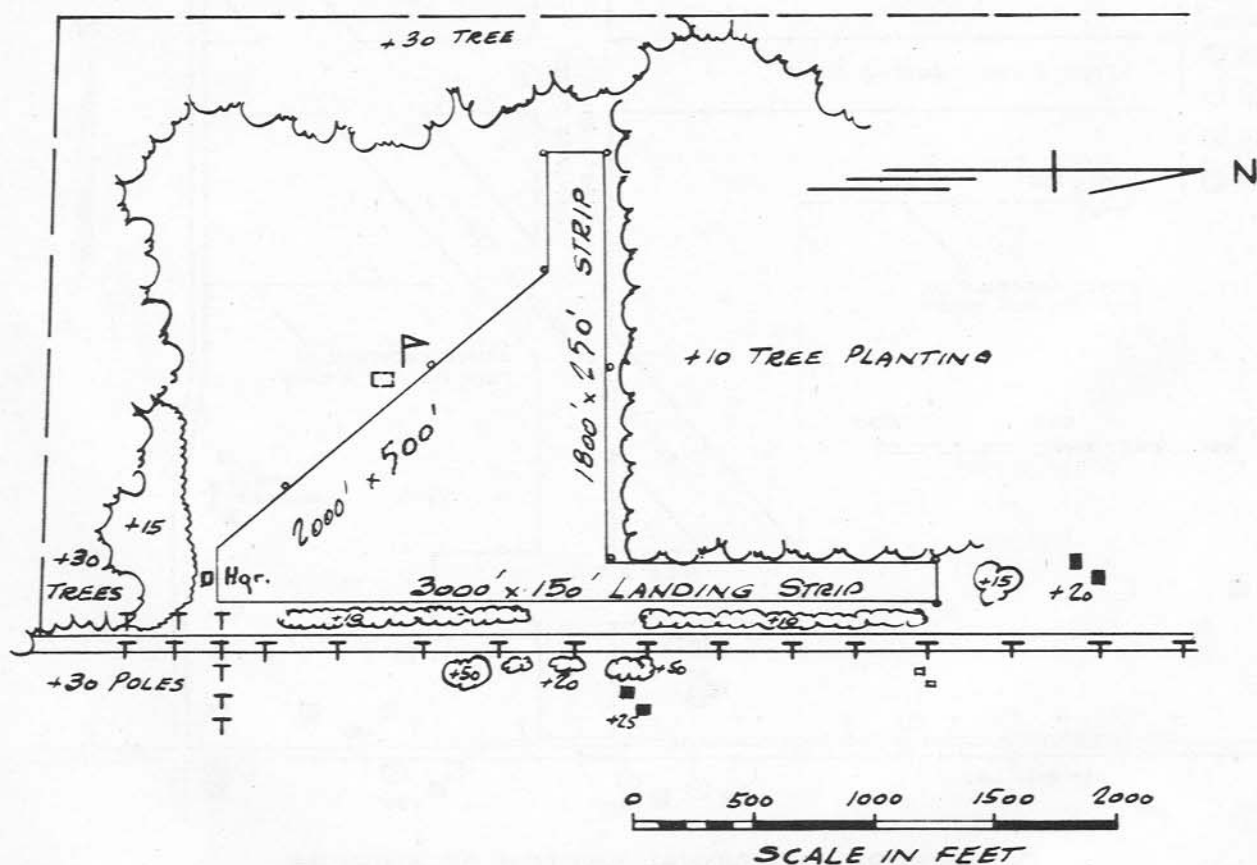 +30 TREE
N
1800' x 250' STRIP
+10 TREE PLANTING
2000' + 500'
+15
+30
TREES
Hgr.
3000' x 150' LANDING STRIP
+15
+20
+10
+10
+30 POLES
+50
+20
+50
+25
0 500 1000 1500 2000
SCALE IN FEET